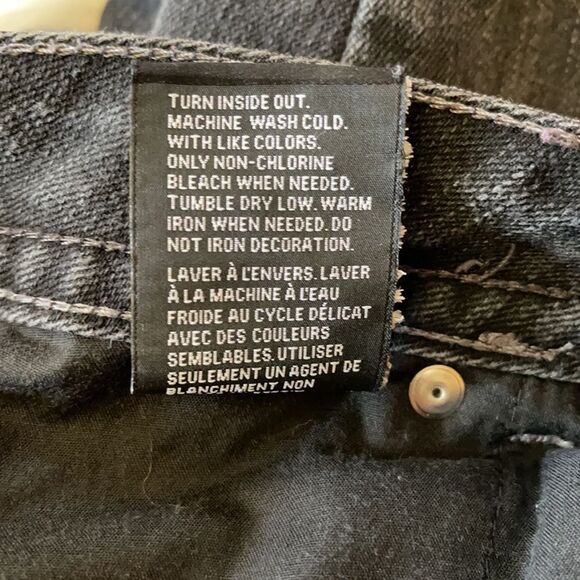 TURN INSIDE OUT.
MACHINE WASH COLD.
WITH LIKE COLORS.
ONLY NON-CHLORINE
BLEACH WHEN NEEDED.
TUMBLE DRY LOW. WARM
IRON WHEN NEEDED. DO
NOT IRON DECORATION.
LAVER À L'ENVERS. LAVER
À LA MACHINE À L'EAU
FROIDE AU CYCLE DÉLICAT
AVEC DES COULEURS
SEMBLABLES. UTILISER
SEULEMENT UN AGENT DE
BLANCHIMENT NON